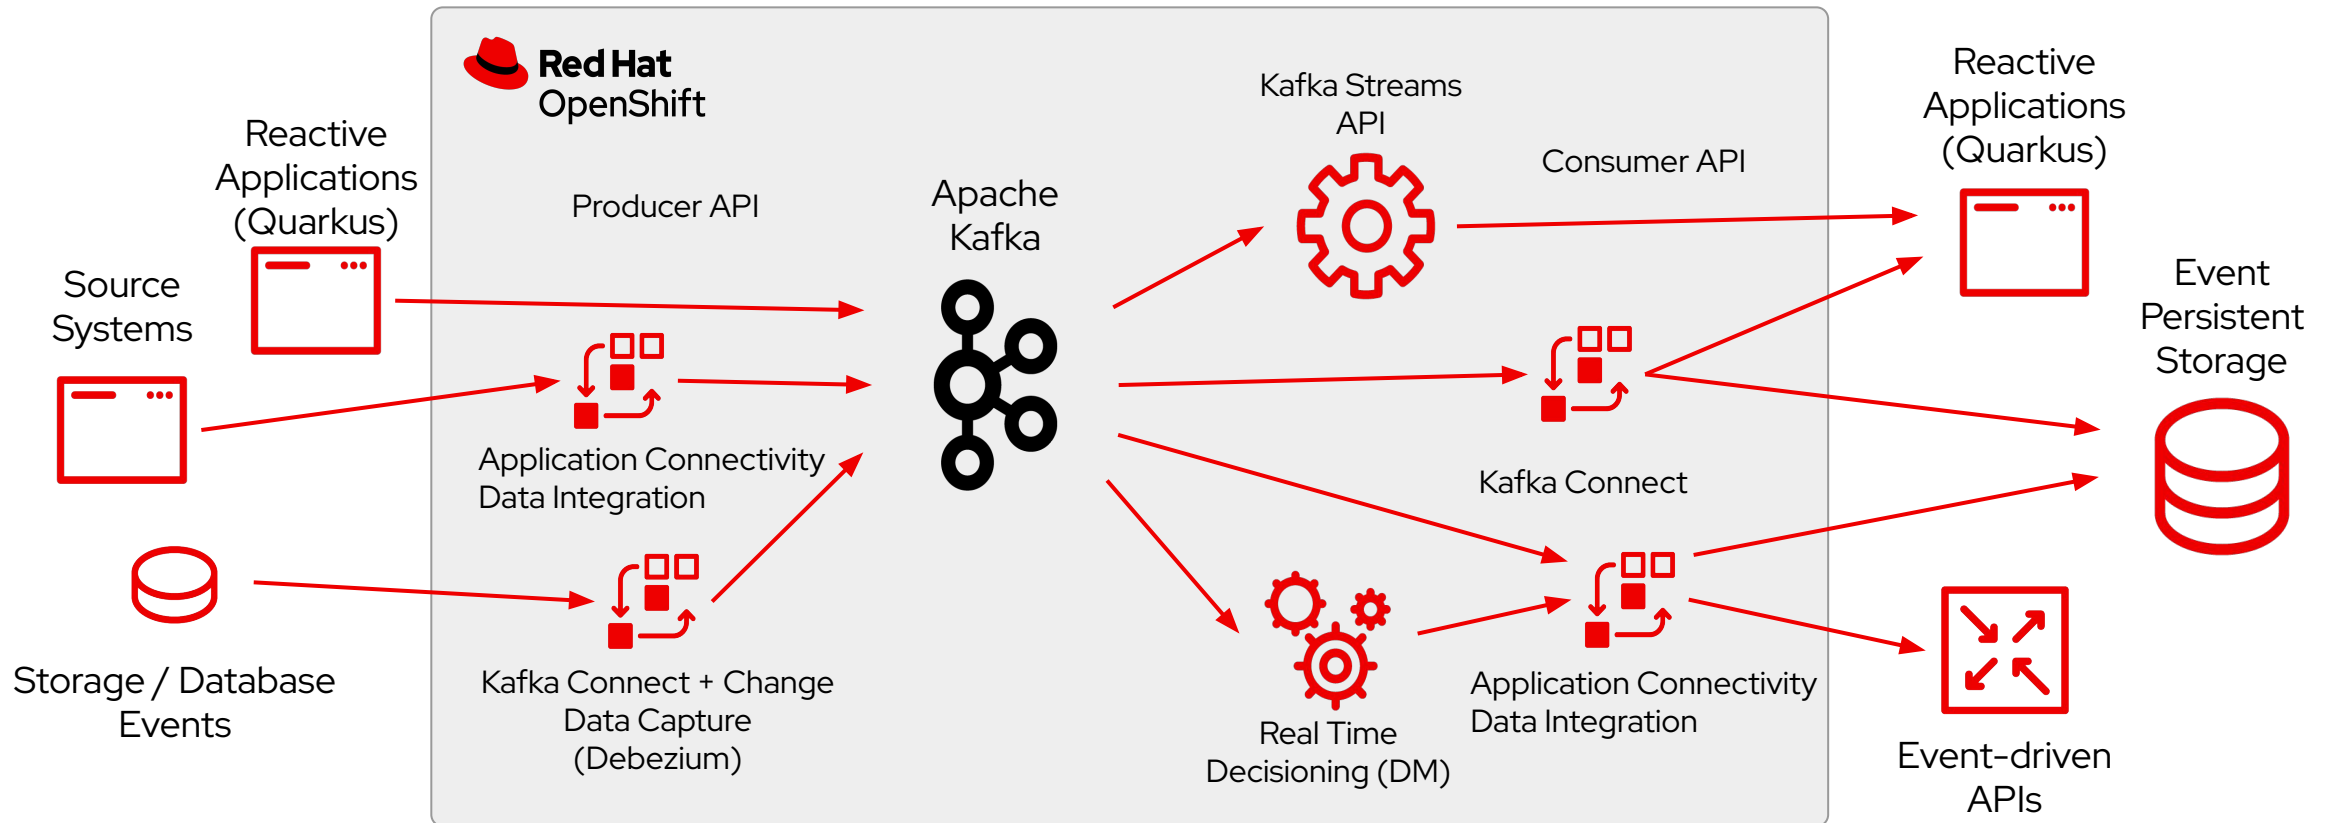 Red Hat
OpenShift
Reactive
Applications
(Quarkus)
Source
Systems
Storage / Database
Events
Producer API
Application Connectivity
Data Integration
Kafka Connect + Change
Data Capture
(Debezium)
Apache
Kafka
Kafka Streams
API
Consumer API
Kafka Connect
Real Time
Decisioning (DM)
Application Connectivity
Data Integration
Reactive
Applications
(Quarkus)
Event
Persistent
Storage
Event-driven
APIs